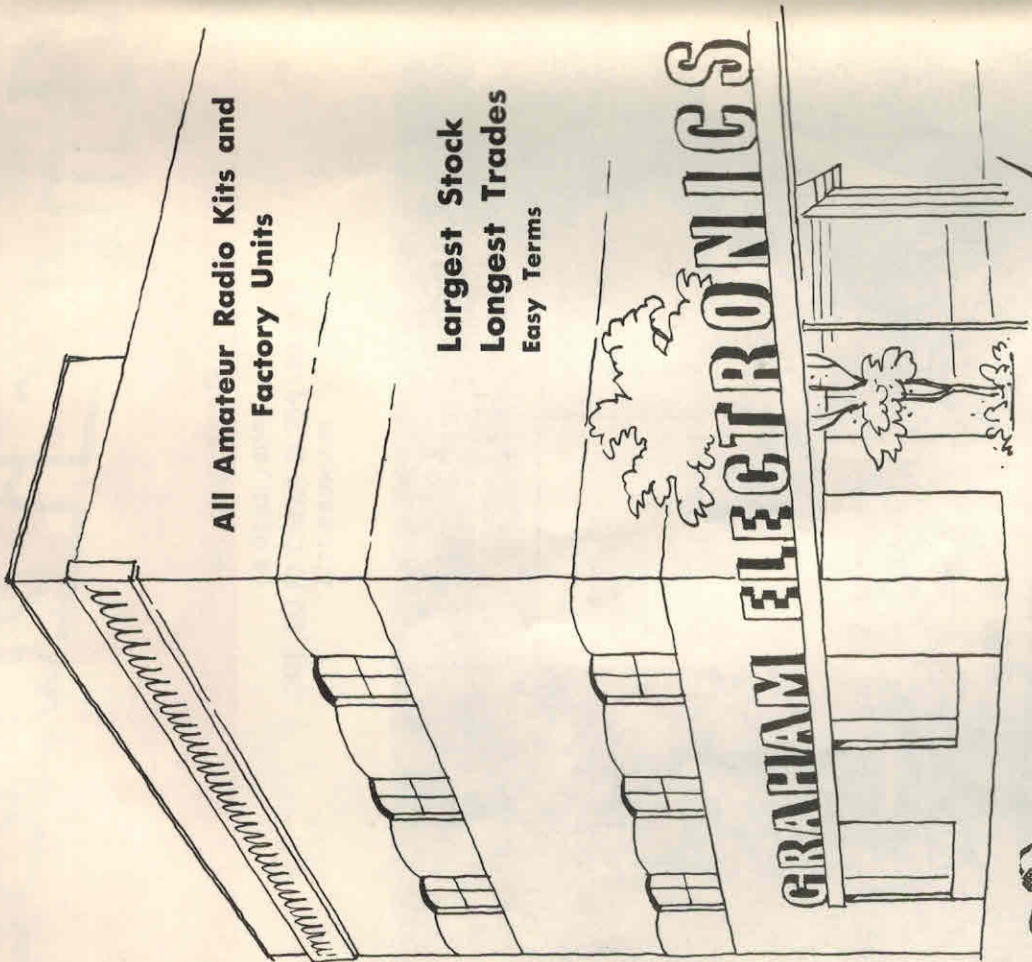 All Amateur Radio Kits and
Factory Units
Largest Stock
Longest Trades
Easy Terms
GRAHAM ELECTRONICS